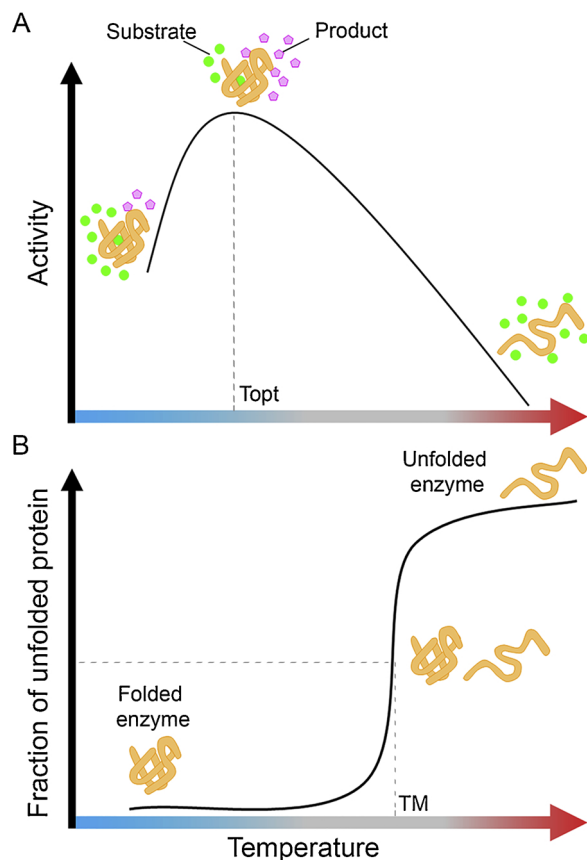 A
Substrate
Product
Activity
Topt
B
Unfolded
enzyme
Fraction of unfolded protein
Folded
enzyme
TM
Temperature